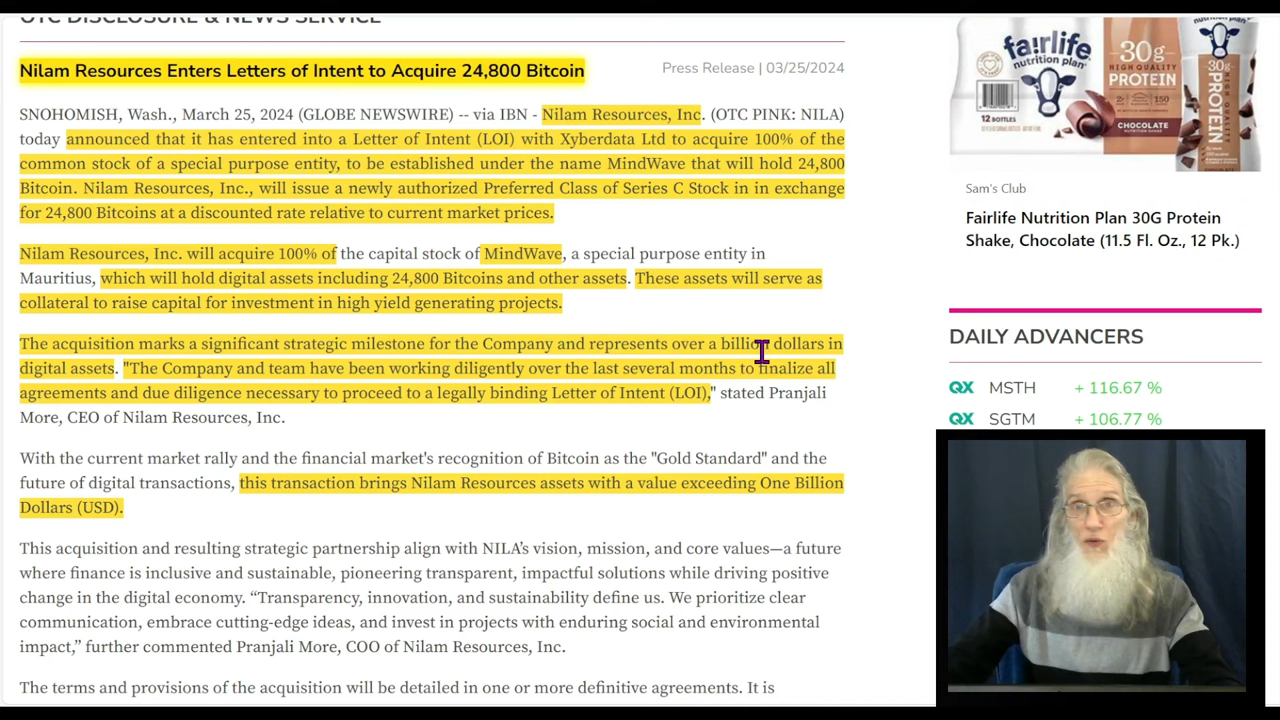 OTC DISCLOSURE & NEWS SERVICE
Nilam Resources Enters Letters of Intent to Acquire 24,800 Bitcoin
Press Release | 03/25/2024
SNOHOMISH, Wash., March 25, 2024 (GLOBE NEWSWIRE) -- via IBN - Nilam Resources, Inc. (OTC PINK: NILA)
today announced that it has entered into a Letter of Intent (LOI) with Xyberdata Ltd to acquire 100% of the
common stock of a special purpose entity, to be established under the name MindWave that will hold 24,800
Bitcoin. Nilam Resources, Inc., will issue a newly authorized Preferred Class of Series C Stock in in exchange
for 24,800 Bitcoins at a discounted rate relative to current market prices.
Nilam Resources, Inc. will acquire 100% of the capital stock of MindWave, a special purpose entity in
Mauritius, which will hold digital assets including 24,800 Bitcoins and other assets. These assets will serve as
collateral to raise capital for investment in high yield generating projects.
The acquisition marks a significant strategic milestone for the Company and represents over a billion dollars in
digital assets. "The Company and team have been working diligently over the last several months to finalize all
agreements and due diligence necessary to proceed to a legally binding Letter of Intent (LOI)," stated Pranjali
More, CEO of Nilam Resources, Inc.
With the current market rally and the financial market's recognition of Bitcoin as the "Gold Standard" and the
future of digital transactions, this transaction brings Nilam Resources assets with a value exceeding One Billion
Dollars (USD).
This acquisition and resulting strategic partnership align with NILA's vision, mission, and core values—a future
where finance is inclusive and sustainable, pioneering transparent, impactful solutions while driving positive
change in the digital economy. “Transparency, innovation, and sustainability define us. We prioritize clear
communication, embrace cutting-edge ideas, and invest in projects with enduring social and environmental
impact,” further commented Pranjali More, COO of Nilam Resources, Inc.
The terms and provisions of the acquisition will be detailed in one or more definitive agreements. It is
fairlife
nutrition plan
30g
HIGH QUALITY
PROTEIN
150
CHOCOLATE
12 BOTTLES
nutrition plan
30g
PROTEIN
Sam's Club
Fairlife Nutrition Plan 30G Protein
Shake, Chocolate (11.5 Fl. Oz., 12 Pk.)
DAILY ADVANCERS
QX MSTH + 116.67 %
QX SGTM + 106.77 %